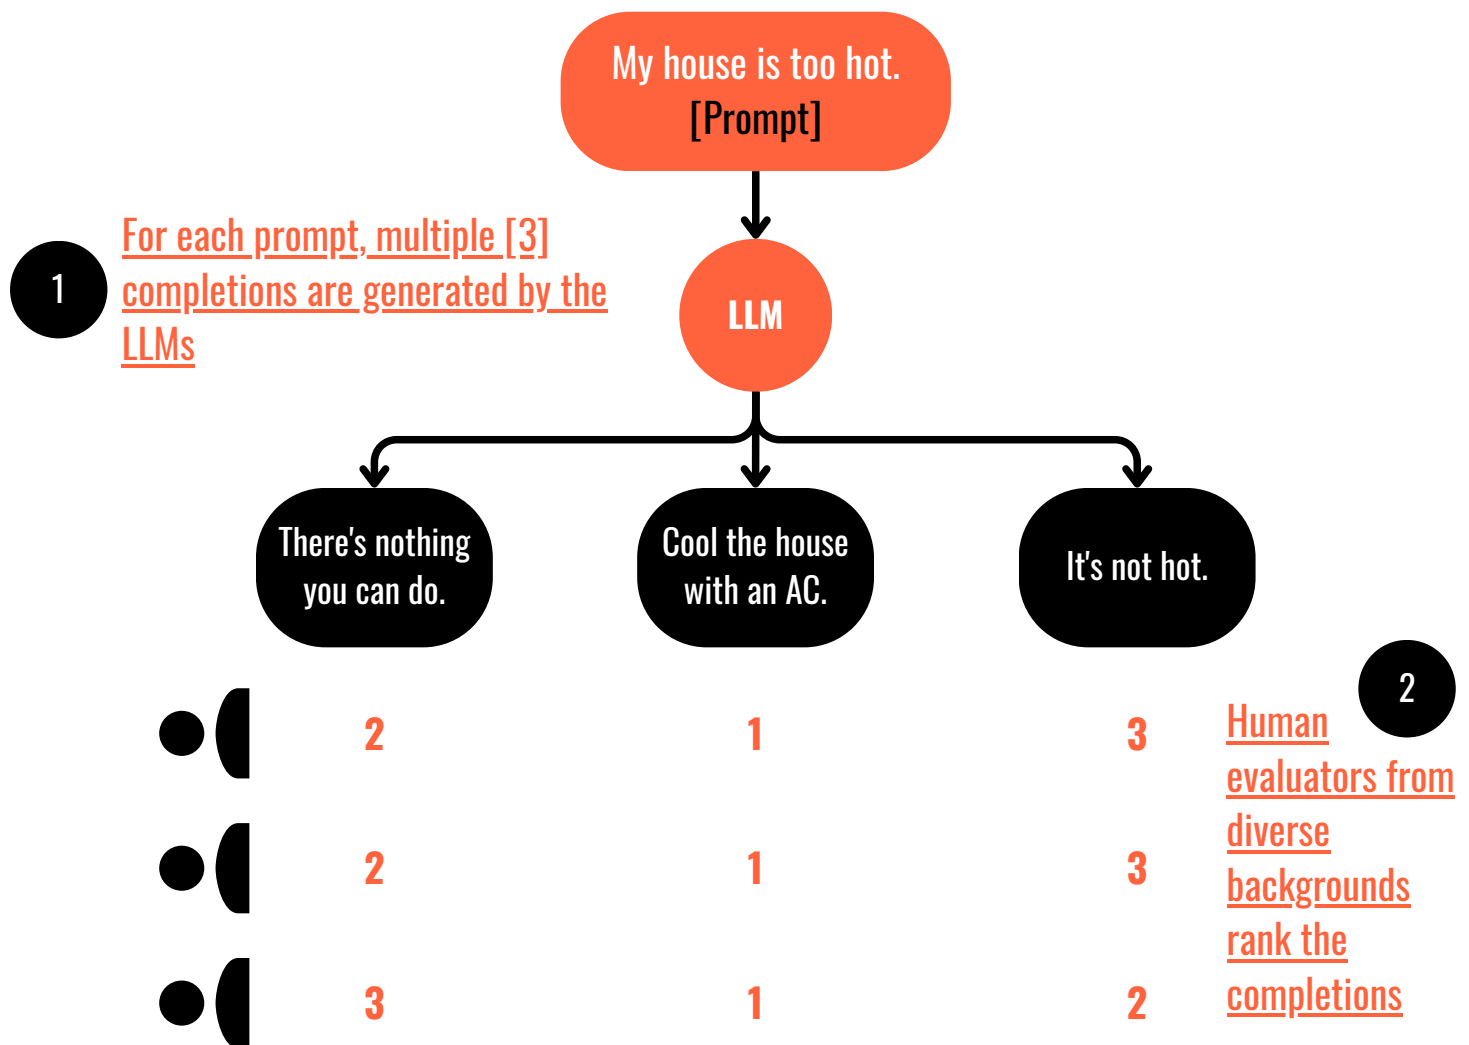 My house is too hot.
[Prompt]
1
For each prompt, multiple [3]
completions are generated by the
LLMs
LLM
There's nothing
you can do.
Cool the house
with an AC.
It's not hot.
2
2 1 3
2 1 3
3 1 2
Human
evaluators from
diverse
backgrounds
rank the
completions